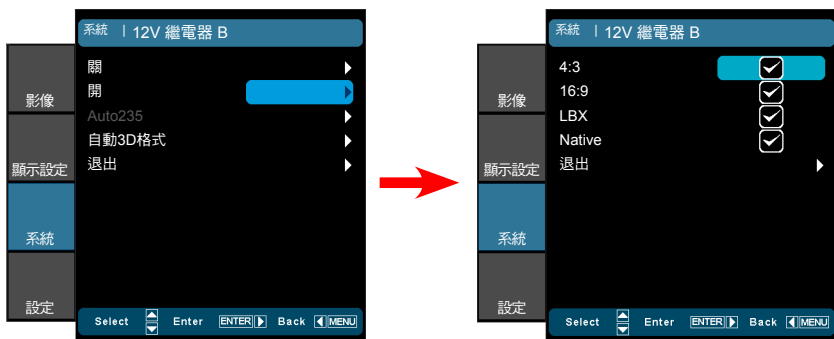 系統 | 12V 繼電器 B
影像
顯示設定
系統
設定
關
開
Auto235
自動3D格式
退出
Select Enter ENTER Back MENU
系統 | 12V 繼電器 B
影像
顯示設定
系統
設定
4:3
16:9
LBX
Native
退出
Select Enter ENTER Back MENU